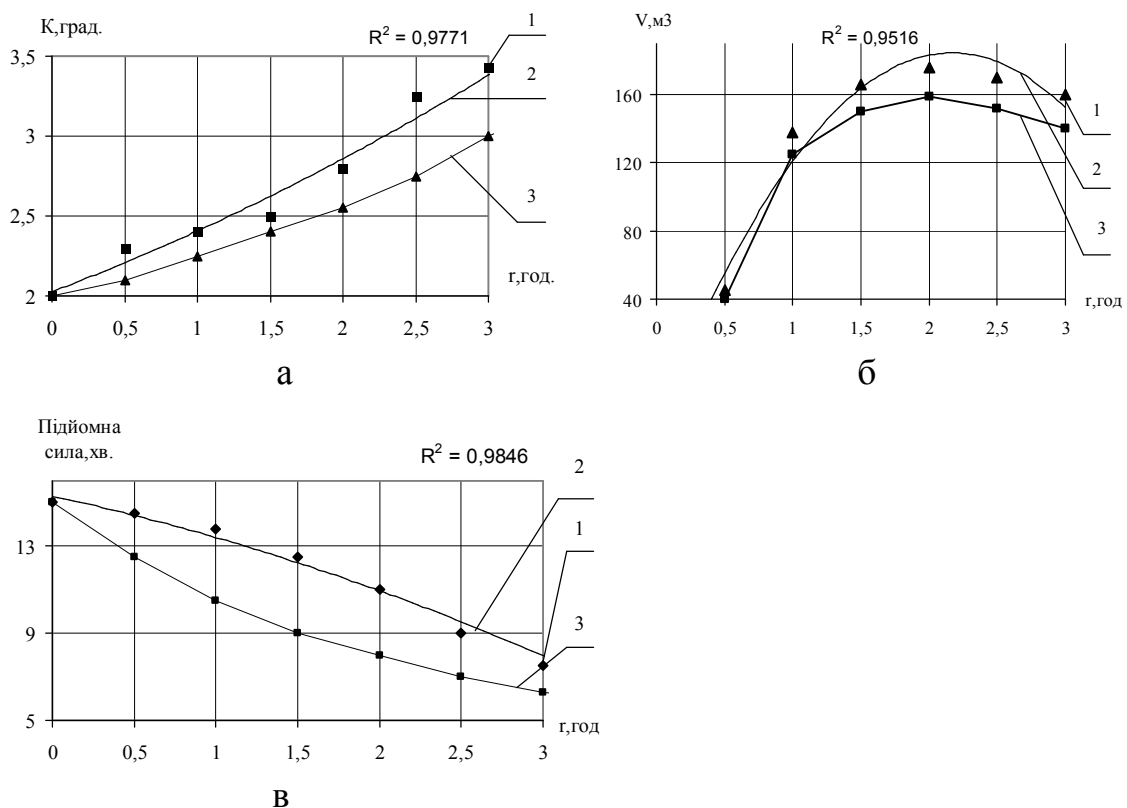 К,град.
R² = 0,9771
1
2
3
3,5
3
2,5
2
r,год.
0 0,5 1 1,5 2 2,5 3
а
V,м3
R² = 0,9516
160
120
80
40
1
2
3
r,год
0 0,5 1 1,5 2 2,5 3
б
Підйомна
сила,хв.
R² = 0,9846
2
1
3
13
9
5
r,год
0 0,5 1 1,5 2 2,5 3
в